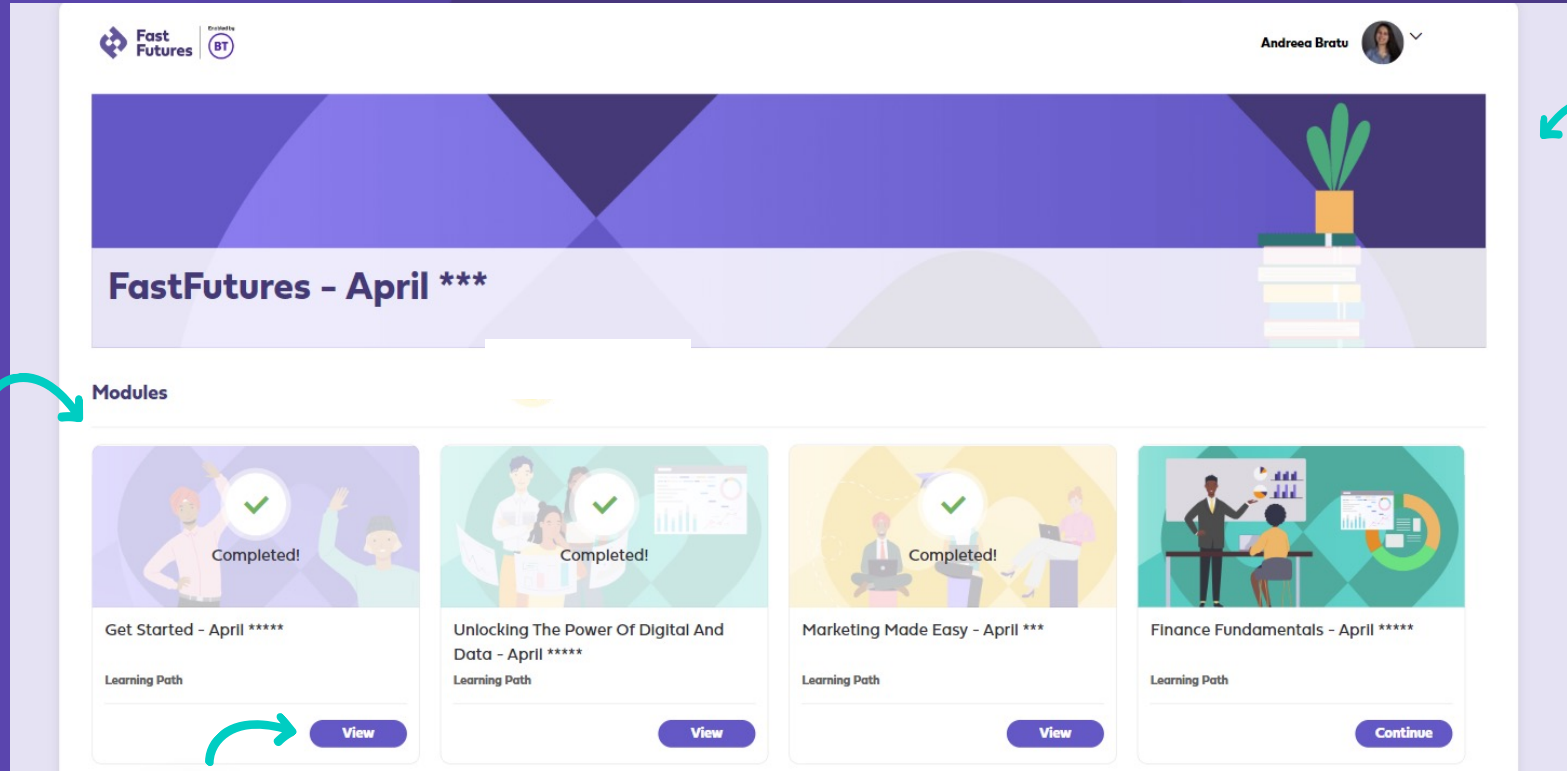 Fast
Futures
Enabled by
BT
Andreea Bratu
FastFutures - April ***
Modules
Completed!
Completed!
Completed!
Get Started - April *****
Unlocking The Power Of Digital And
Data - April *****
Marketing Made Easy - April ***
Finance Fundamentals - April *****
Learning Path
Learning Path
Learning Path
Learning Path
View
View
View
Continue